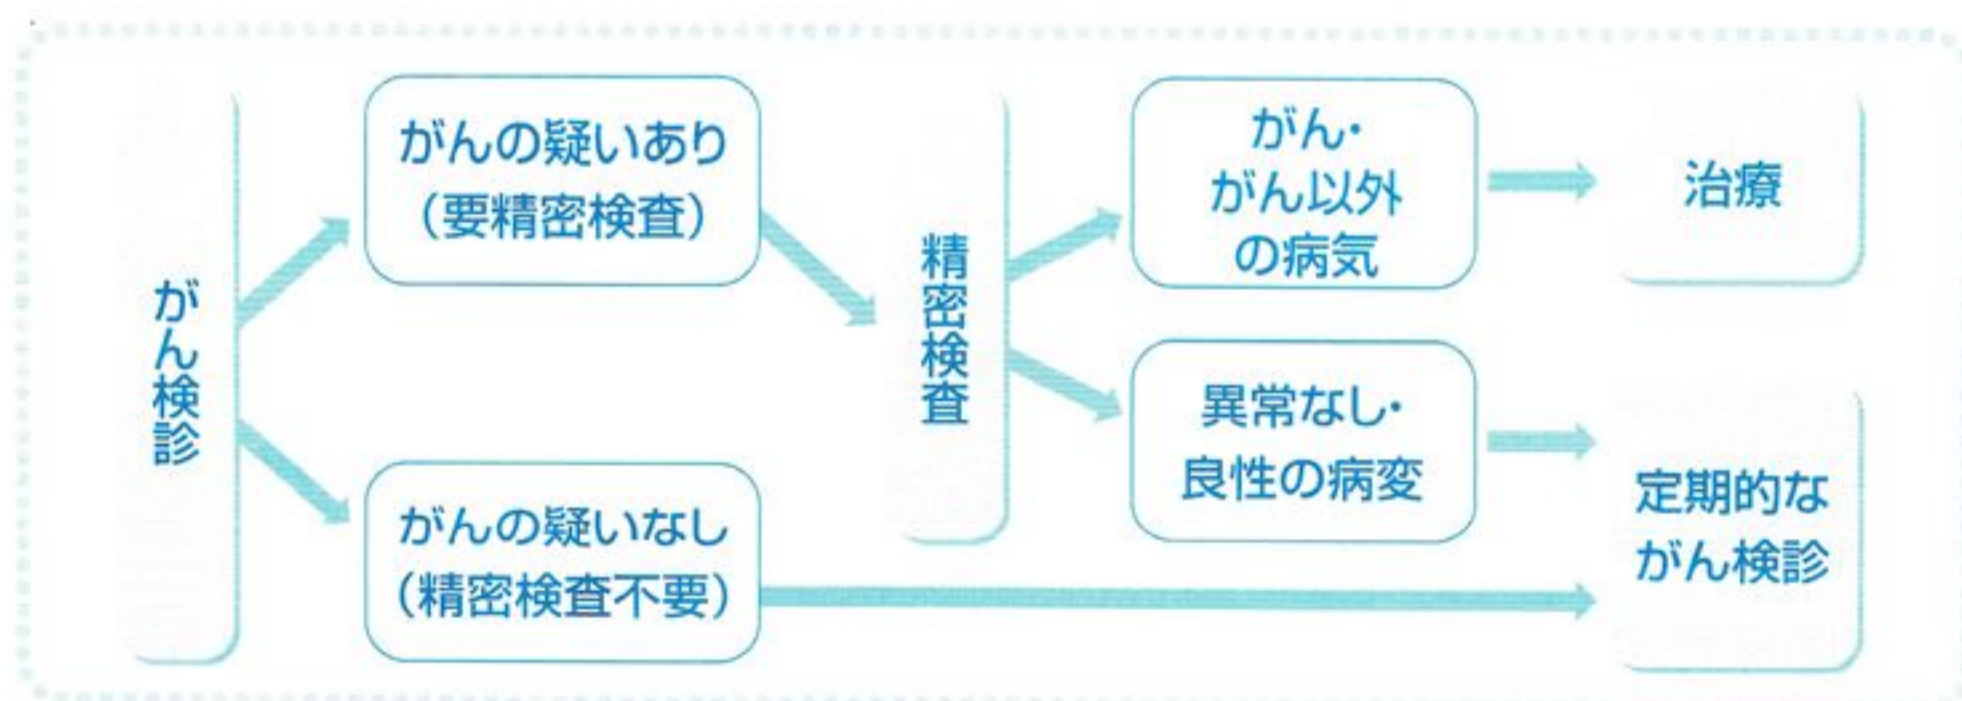 がん検診
がんの疑いあり
（要精密検査）
がんの疑いなし
（精密検査不要）
精密検査
がん・
がん以外
の病気
異常なし・
良性の病変
治療
定期的な
がん検診